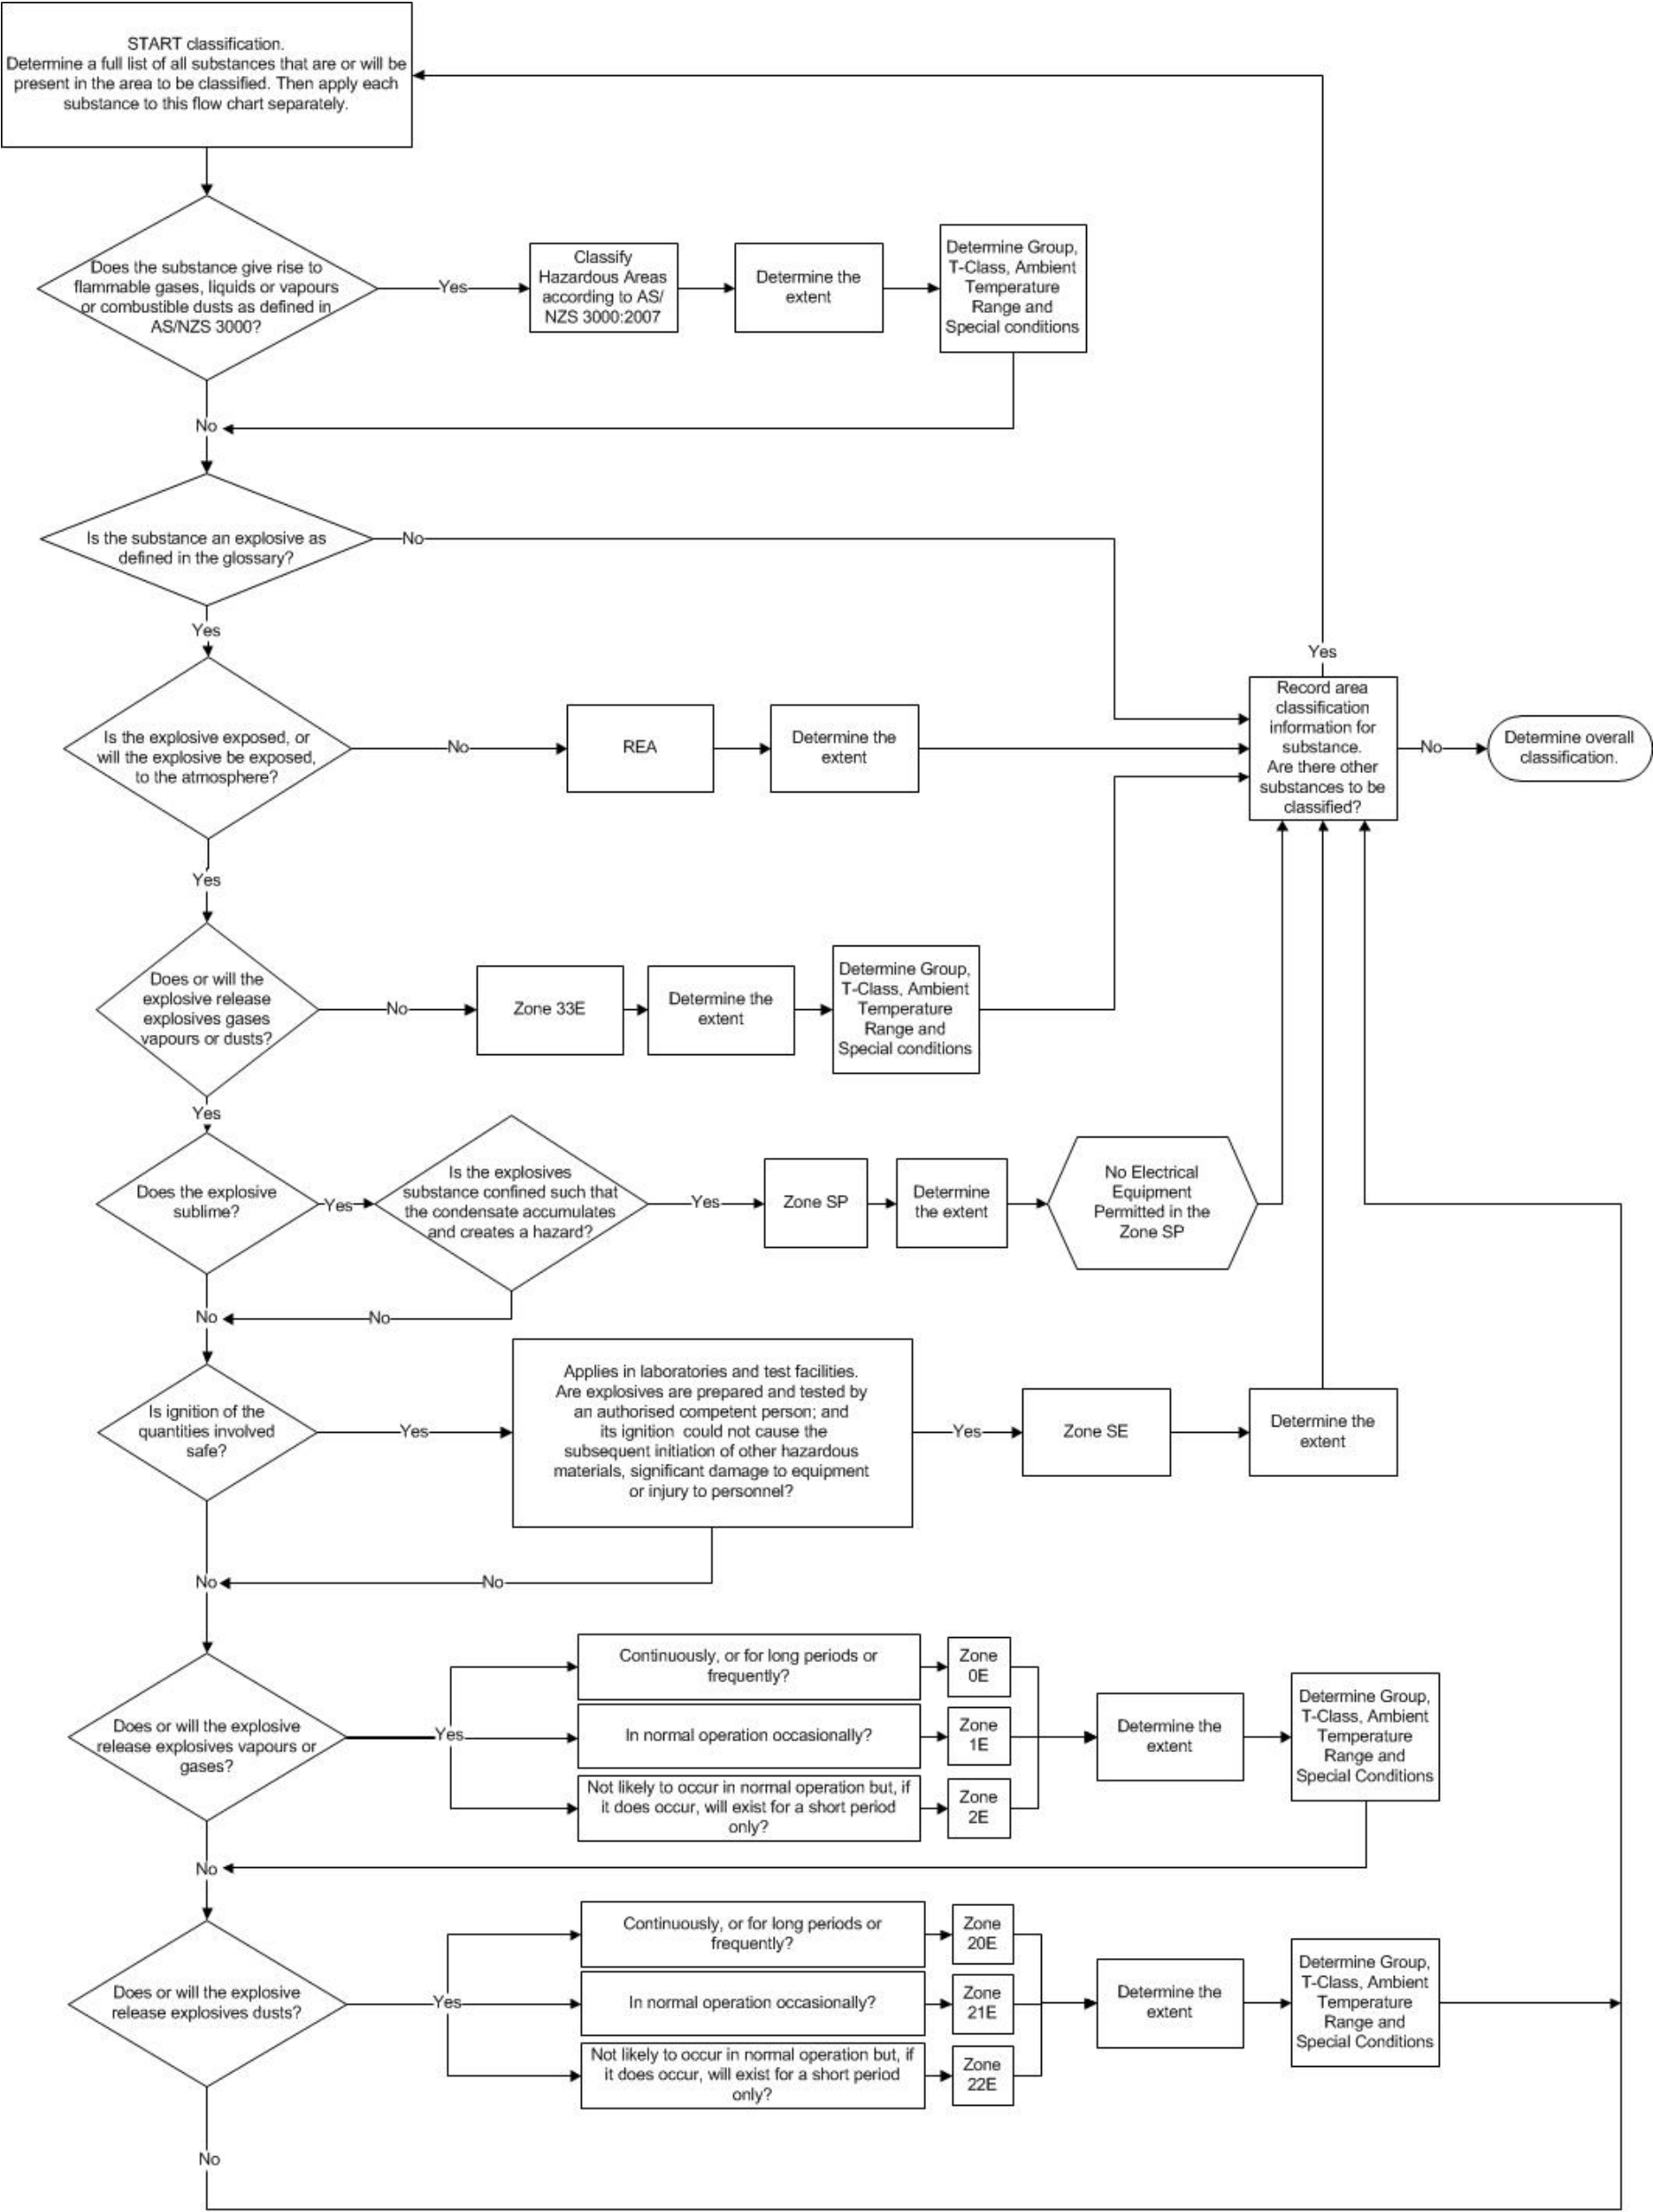 START classification.
Determine a full list of all substances that are or will be
present in the area to be classified. Then apply each
substance to this flow chart separately.
Does the substance give rise to
flammable gases, liquids or vapours
or combustible dusts as defined in
AS/NZS 3000?
Yes
Classify
Hazardous Areas
according to AS/
NZS 3000:2007
Determine the
extent
Determine Group,
T-Class, Ambient
Temperature
Range and
Special conditions
No
Is the substance an explosive as
defined in the glossary?
No
Yes
Is the explosive exposed, or
will the explosive be exposed,
to the atmosphere?
No
REA
Determine the
extent
Yes
Record area
classification
information for
substance.
Are there other
substances to be
classified?
No
Determine overall
classification.
Yes
Does or will the
explosive release
explosives gases
vapours or dusts?
No
Zone 33E
Determine the
extent
Determine Group,
T-Class, Ambient
Temperature
Range and
Special conditions
Yes
Does the explosive
sublime?
Yes
Is the explosives
substance confined such that
the condensate accumulates
and creates a hazard?
Yes
Zone SP
Determine
the extent
No Electrical
Equipment
Permitted in the
Zone SP
No
No
Is ignition of the
quantities involved
safe?
Yes
Applies in laboratories and test facilities.
Are explosives are prepared and tested by
an authorised competent person; and
its ignition could not cause the
subsequent initiation of other hazardous
materials, significant damage to equipment
or injury to personnel?
Yes
Zone SE
Determine the
extent
No
No
Does or will the explosive
release explosives vapours or
gases?
Yes
Continuously, or for long periods or
frequently?
Zone
0E
In normal operation occasionally?
Zone
1E
Not likely to occur in normal operation but, if
it does occur, will exist for a short period
only?
Zone
2E
Determine the
extent
Determine Group,
T-Class, Ambient
Temperature
Range and
Special Conditions
No
Does or will the explosive
release explosives dusts?
Yes
Continuously, or for long periods or
frequently?
Zone
20E
In normal operation occasionally?
Zone
21E
Not likely to occur in normal operation but, if
it does occur, will exist for a short period
only?
Zone
22E
Determine the
extent
Determine Group,
T-Class, Ambient
Temperature
Range and
Special Conditions
No